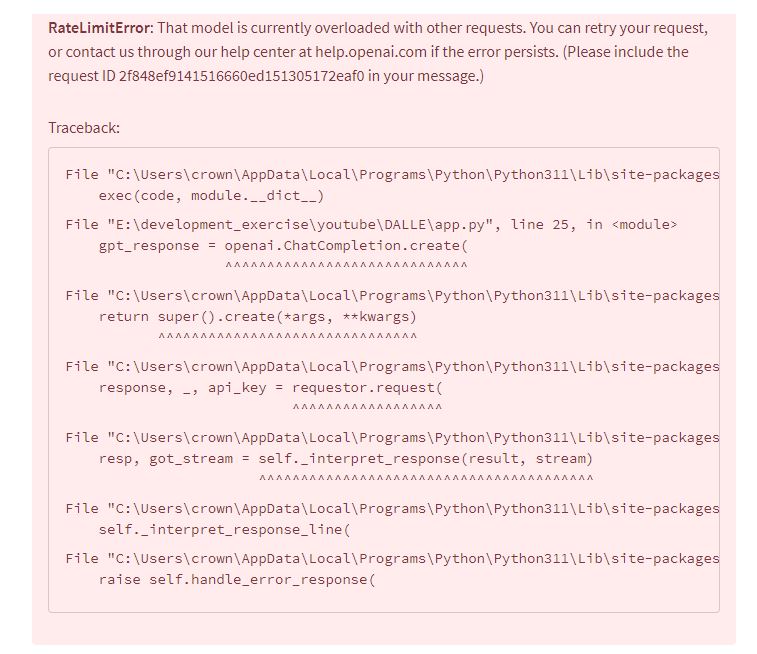 RateLimitError: That model is currently overloaded with other requests. You can retry your request,
or contact us through our help center at help.openai.com if the error persists. (Please include the
request ID 2f848ef9141516660ed151305172eaf0 in your message.)
Traceback:
File "C:\Users\crown\AppData\Local\Programs\Python\Python311\Lib\site-packages
exec(code, module.__dict__)
File "E:\development_exercise\youtube\DALLE\app.py", line 25, in <module>
gpt_response = openai.ChatCompletion.create(
^^^^^^^^^^^^^^^^^^^^^^^^^^^^^
File "C:\Users\crown\AppData\Local\Programs\Python\Python311\Lib\site-packages
return super().create(*args, **kwargs)
^^^^^^^^^^^^^^^^^^^^^^^^^^^^^^^
File "C:\Users\crown\AppData\Local\Programs\Python\Python311\Lib\site-packages
response, _, api_key = requestor.request(
^^^^^^^^^^^^^^^^^^
File "C:\Users\crown\AppData\Local\Programs\Python\Python311\Lib\site-packages
resp, got_stream = self._interpret_response(result, stream)
^^^^^^^^^^^^^^^^^^^^^^^^^^^^^^^^^^^^^^^^
File "C:\Users\crown\AppData\Local\Programs\Python\Python311\Lib\site-packages
self._interpret_response_line(
File "C:\Users\crown\AppData\Local\Programs\Python\Python311\Lib\site-packages
raise self.handle_error_response(